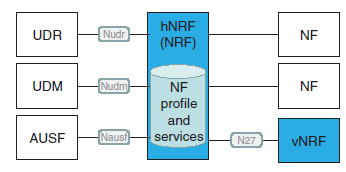 UDR
Nudr
hNRF
(NRF)
NF
UDM
Nudm
NF
profile
and
services
NF
AUSF
Nausf
N27
vNRF